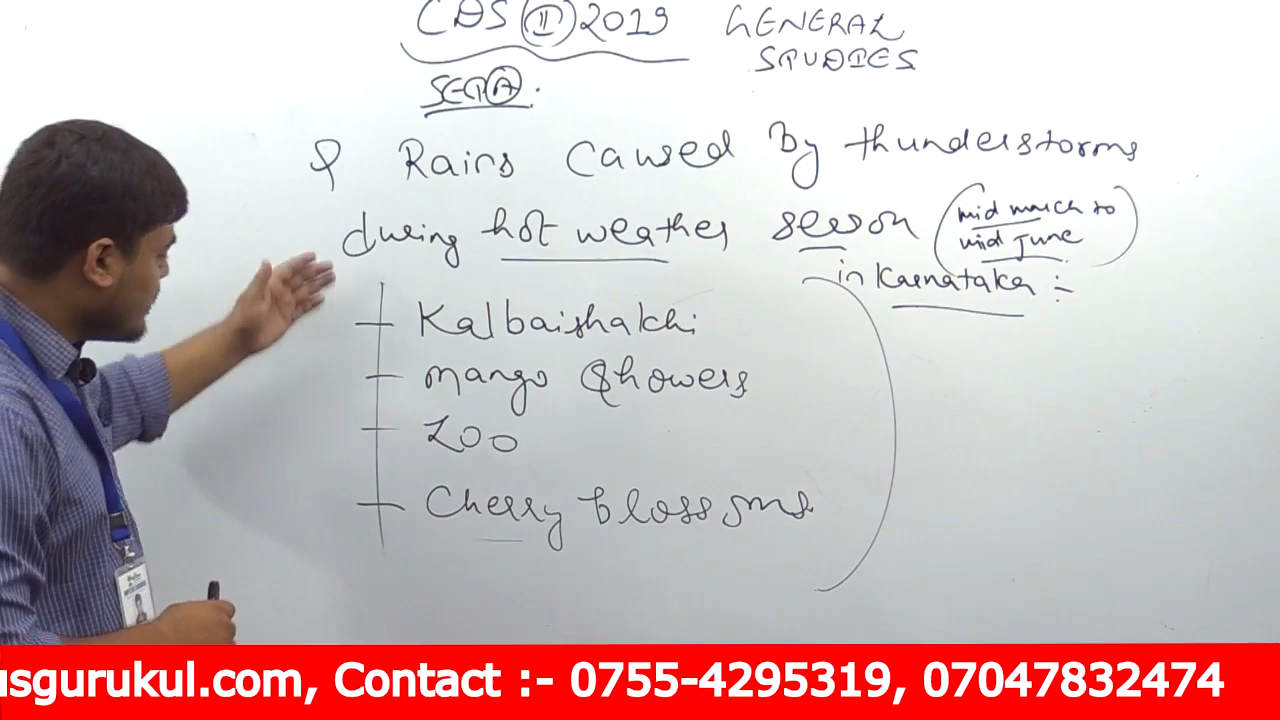 CDS (II) 2019 GENERAL
STUDIES
SET (A).
Q Rains Caused By thunderstorms
during hot weather season (mid march to
mid June)
in Karnataka :-
Kalbaishakhi
mango Showers
Loo
Cherry blossoms
usgurukul.com, Contact :- 0755-4295319, 07047832474